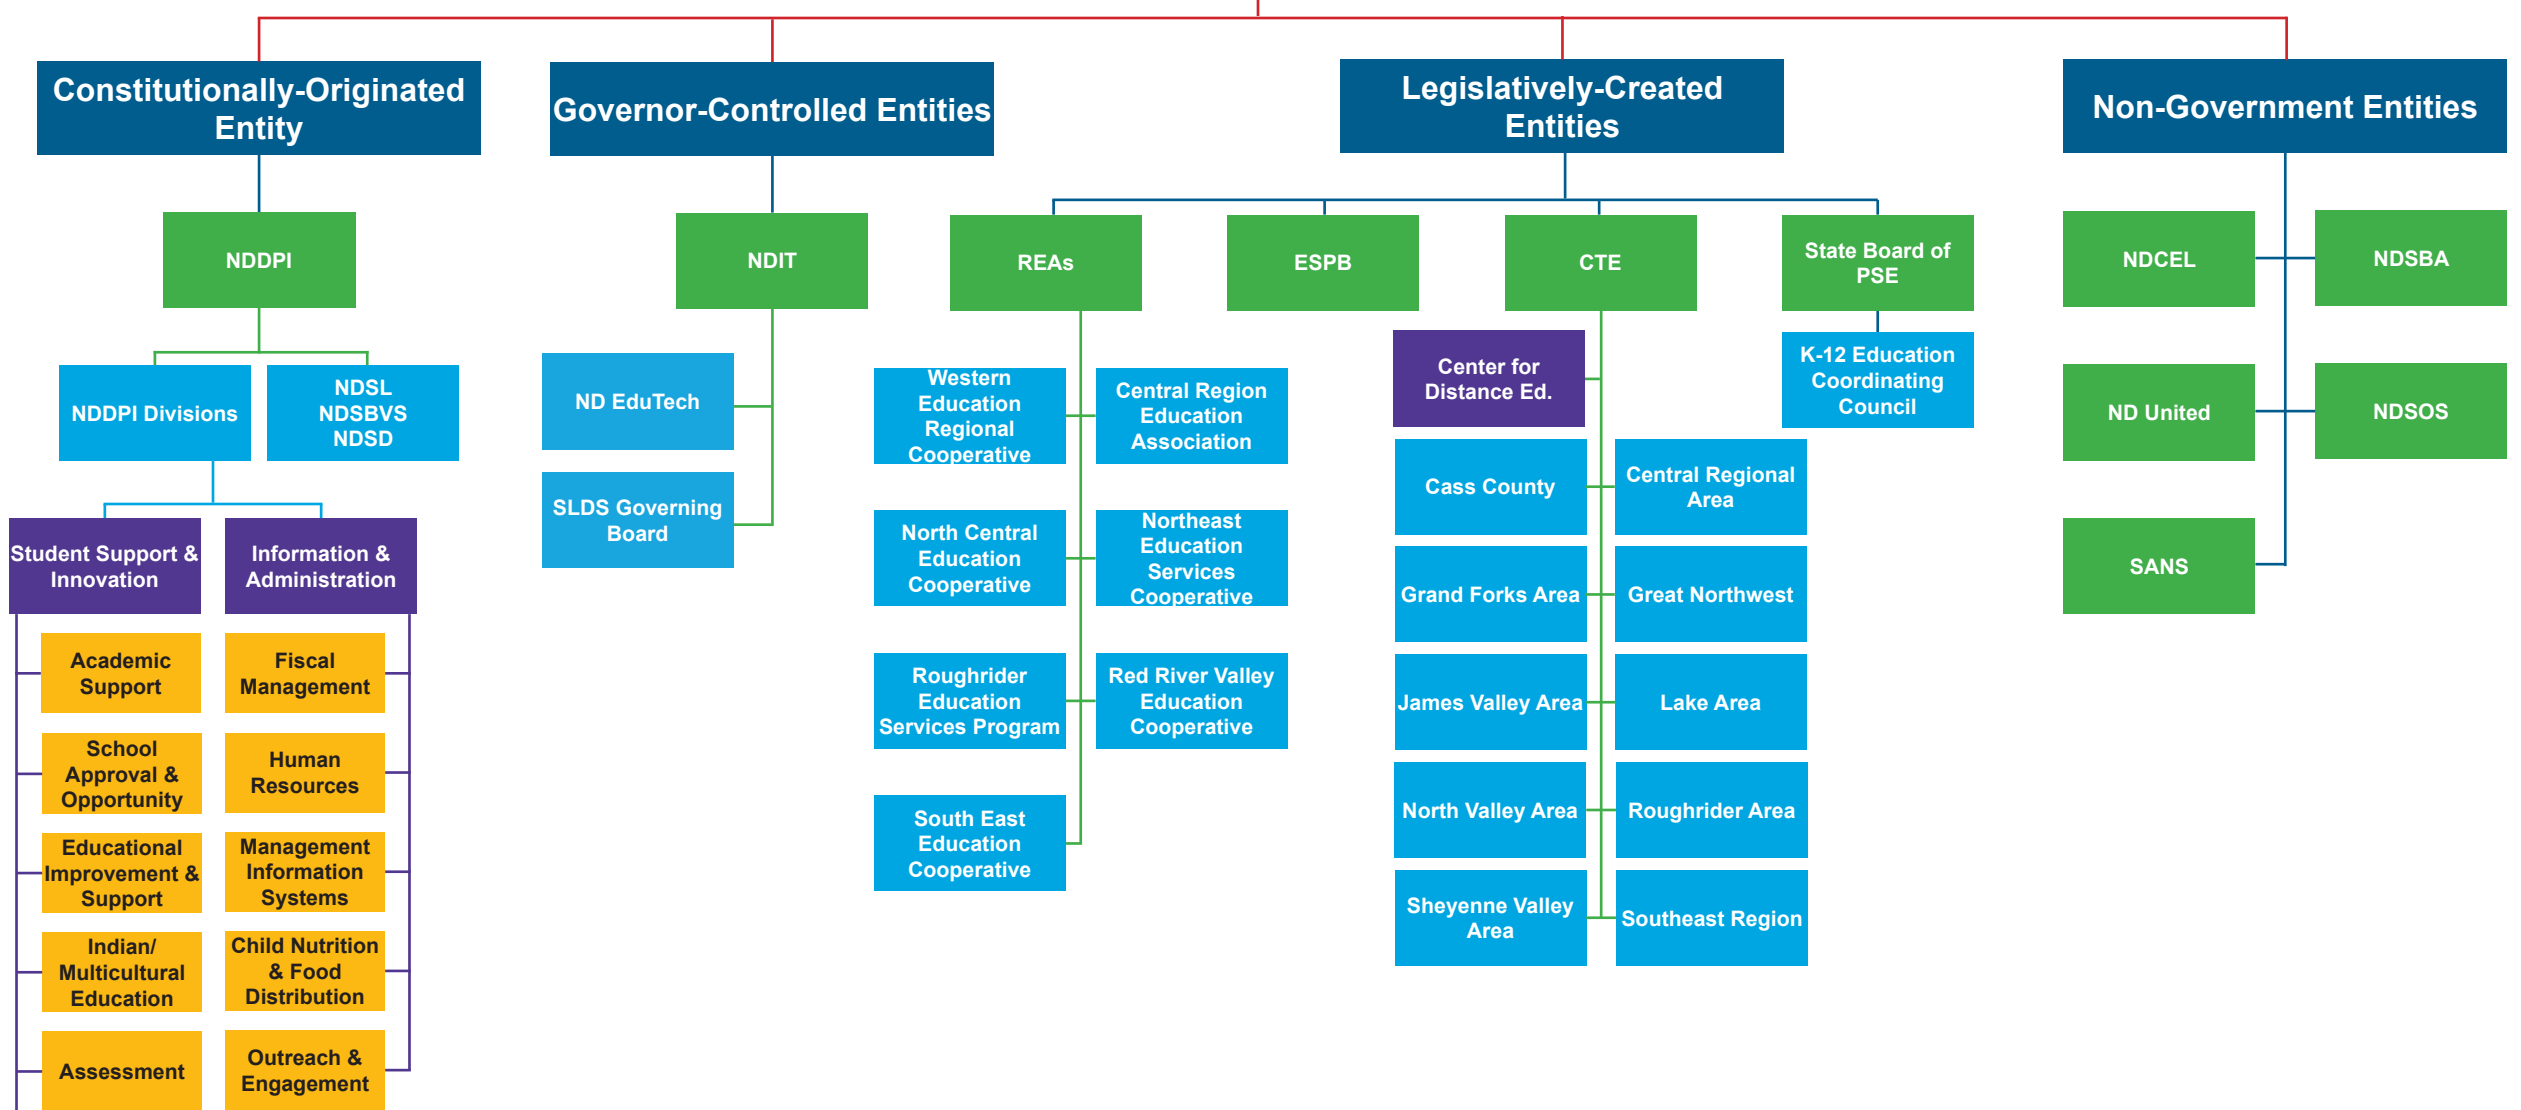 Constitutionally-Originated
Entity
Governor-Controlled Entities
Legislatively-Created
Entities
Non-Government Entities
NDDPI
NDIT
REAs
ESPB
CTE
State Board of
PSE
NDCEL
NDSBA
NDDPI Divisions
NDSL
NDSBVS
NDSD
ND EduTech
SLDS Governing
Board
Western
Education
Regional
Cooperative
Central Region
Education
Association
North Central
Education
Cooperative
Northeast
Education
Services
Cooperative
Roughrider
Education
Services Program
Red River Valley
Education
Cooperative
South East
Education
Cooperative
Center for
Distance Ed.
Cass County
Central Regional
Area
Grand Forks Area
Great Northwest
James Valley Area
Lake Area
North Valley Area
Roughrider Area
Sheyenne Valley
Area
Southeast Region
K-12 Education
Coordinating
Council
ND United
NDSOS
SANS
Student Support &
Innovation
Information &
Administration
Academic
Support
School
Approval &
Opportunity
Educational
Improvement &
Support
Indian/
Multicultural
Education
Assessment
Fiscal
Management
Human
Resources
Management
Information
Systems
Child Nutrition
& Food
Distribution
Outreach &
Engagement